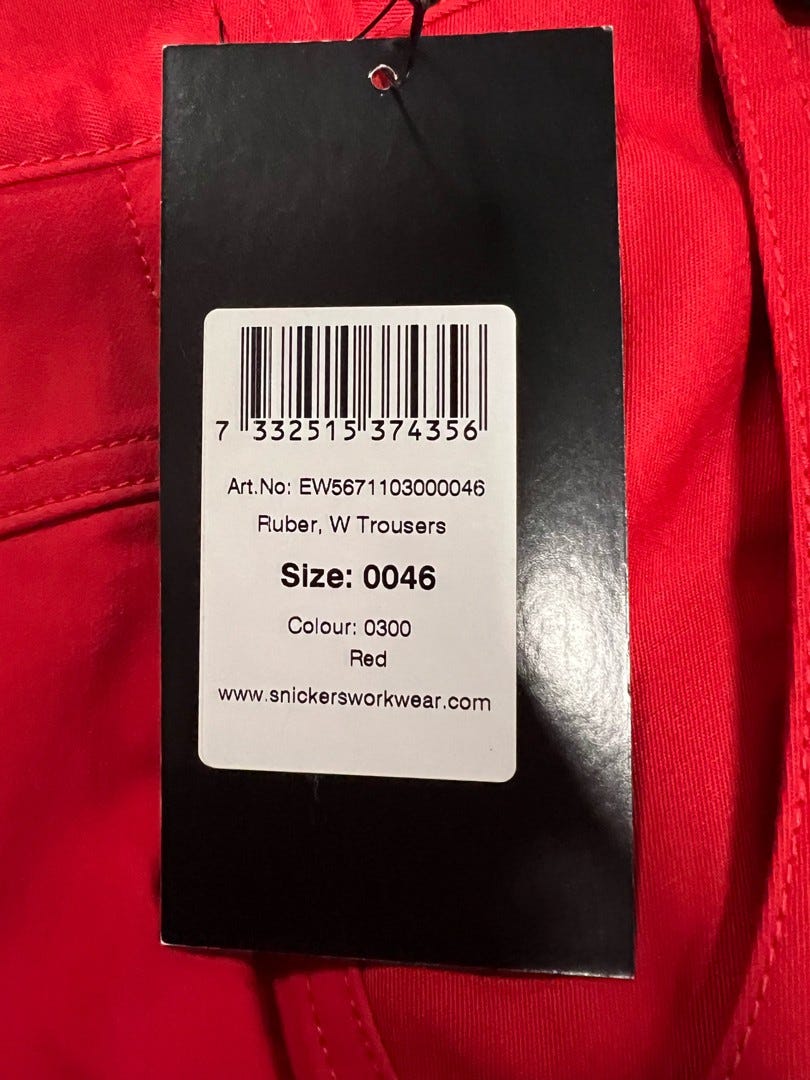 7 332515 374356
Art.No: EW5671103000046
Ruber, W Trousers
Size: 0046
Colour: 0300
Red
www.snickersworkwear.com